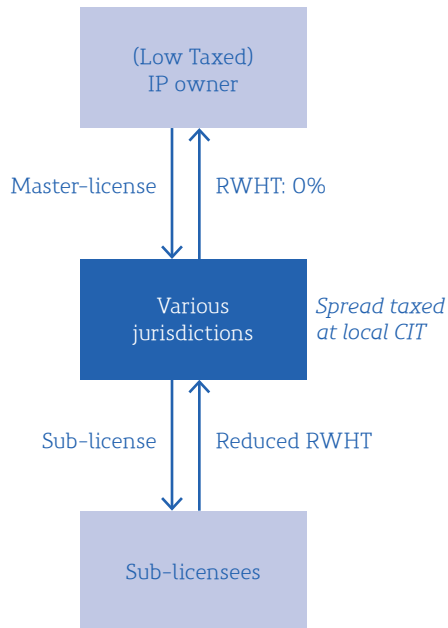 (Low Taxed)
IP owner
Master-license
RWHT: 0%
Various
jurisdictions
Spread taxed
at local CIT
Sub-license
Reduced RWHT
Sub-licensees